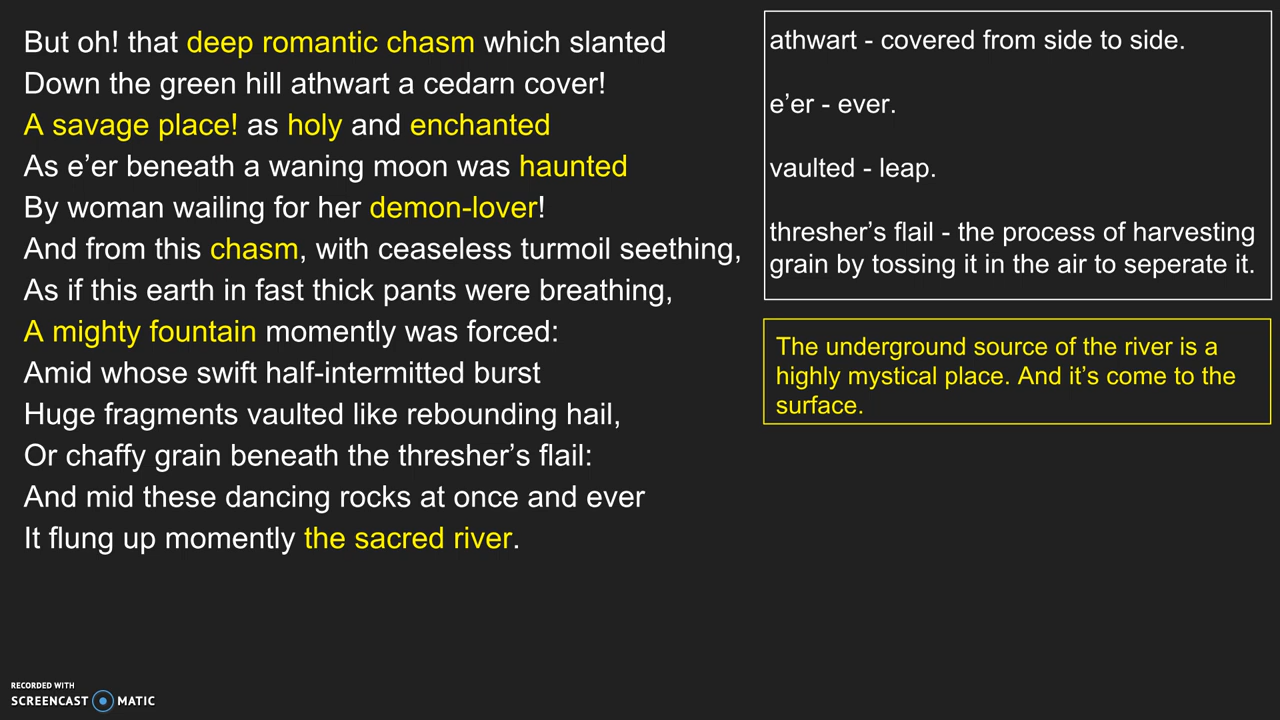 But oh! that deep romantic chasm which slanted
Down the green hill athwart a cedarn cover!
A savage place! as holy and enchanted
As e’er beneath a waning moon was haunted
By woman wailing for her demon-lover!
And from this chasm, with ceaseless turmoil seething,
As if this earth in fast thick pants were breathing,
A mighty fountain momently was forced:
Amid whose swift half-intermitted burst
Huge fragments vaulted like rebounding hail,
Or chaffy grain beneath the thresher’s flail:
And mid these dancing rocks at once and ever
It flung up momently the sacred river.
athwart - covered from side to side.
e’er - ever.
vaulted - leap.
thresher’s flail - the process of harvesting
grain by tossing it in the air to seperate it.
The underground source of the river is a
highly mystical place. And it’s come to the
surface.
RECORDED WITH
SCREENCAST MATIC